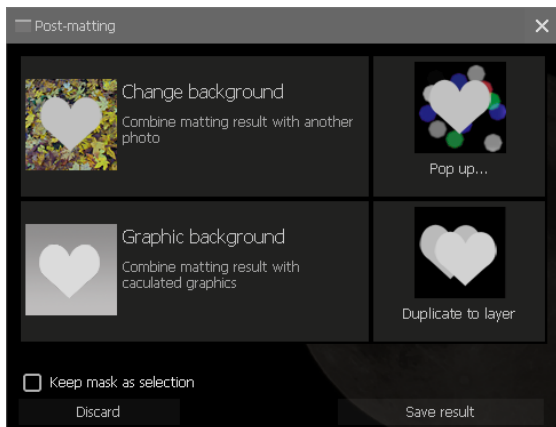 Post-matting
Change background
Combine matting result with another
photo
Pop up...
Graphic background
Combine matting result with
caculated graphics
Duplicate to layer
Keep mask as selection
Discard
Save result